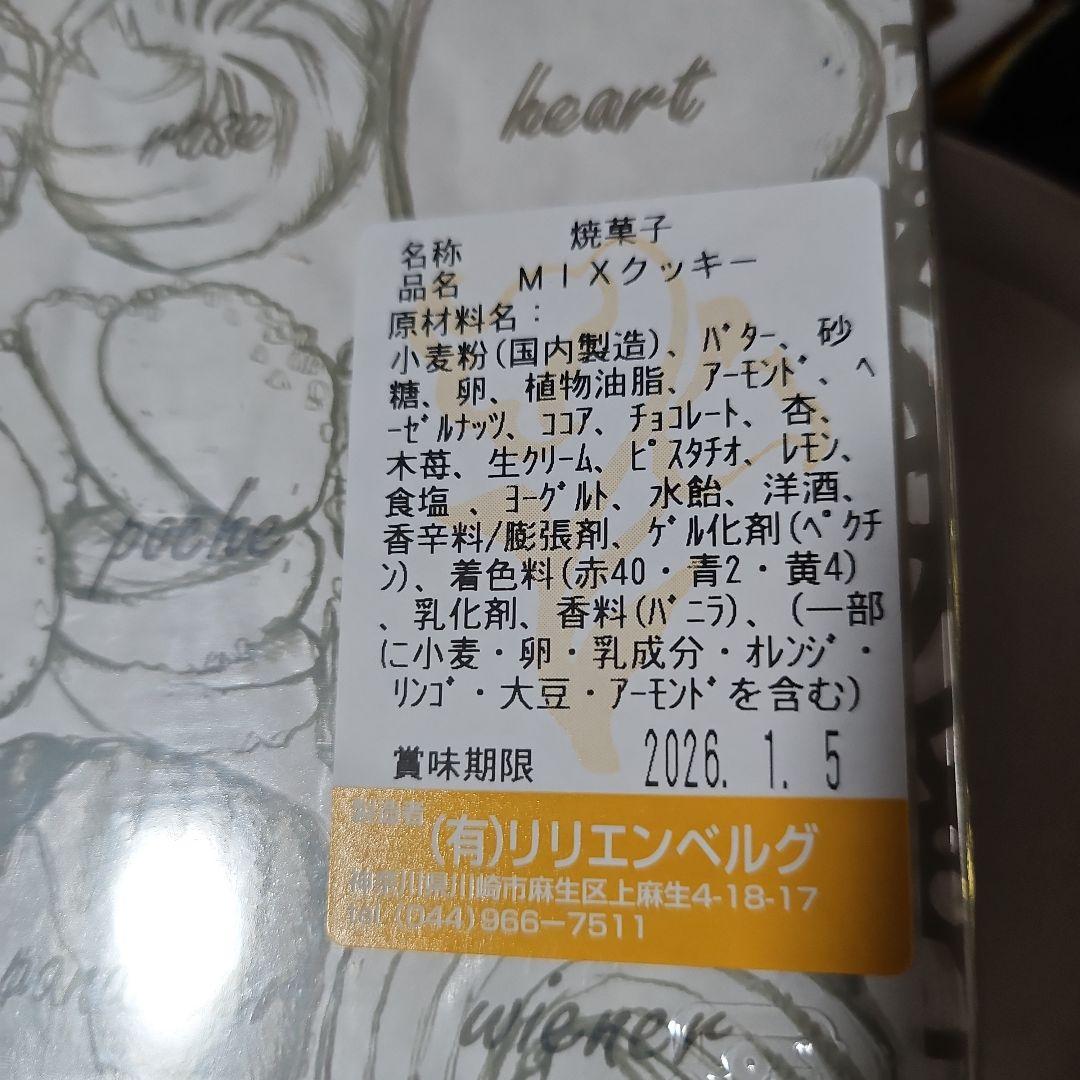 rose
heart
名称 焼菓子
品名 MIXクッキー
原材料名:
小麦粉(国内製造)、バター、砂
糖、卵、植物油脂、アーモンド、ヘ
ーゼルナッツ、ココア、チョコレート、杏、
木苺、生クリーム、ピスタチオ、レモン、
食塩、ヨーグルト、水飴、洋酒、
香辛料/膨張剤、ゲル化剤(ペクチ
ン)、着色料(赤40・青2・黄4)
、乳化剤、香料(バニラ)、(一部
に小麦・卵・乳成分・オレンジ・
リンゴ・大豆・アーモンドを含む)
賞味期限 2026. 1. 5
製造者
(有)リリエンベルグ
神奈川県川崎市麻生区上麻生4-18-17
Tel.(044)966-7511
poche
wiener